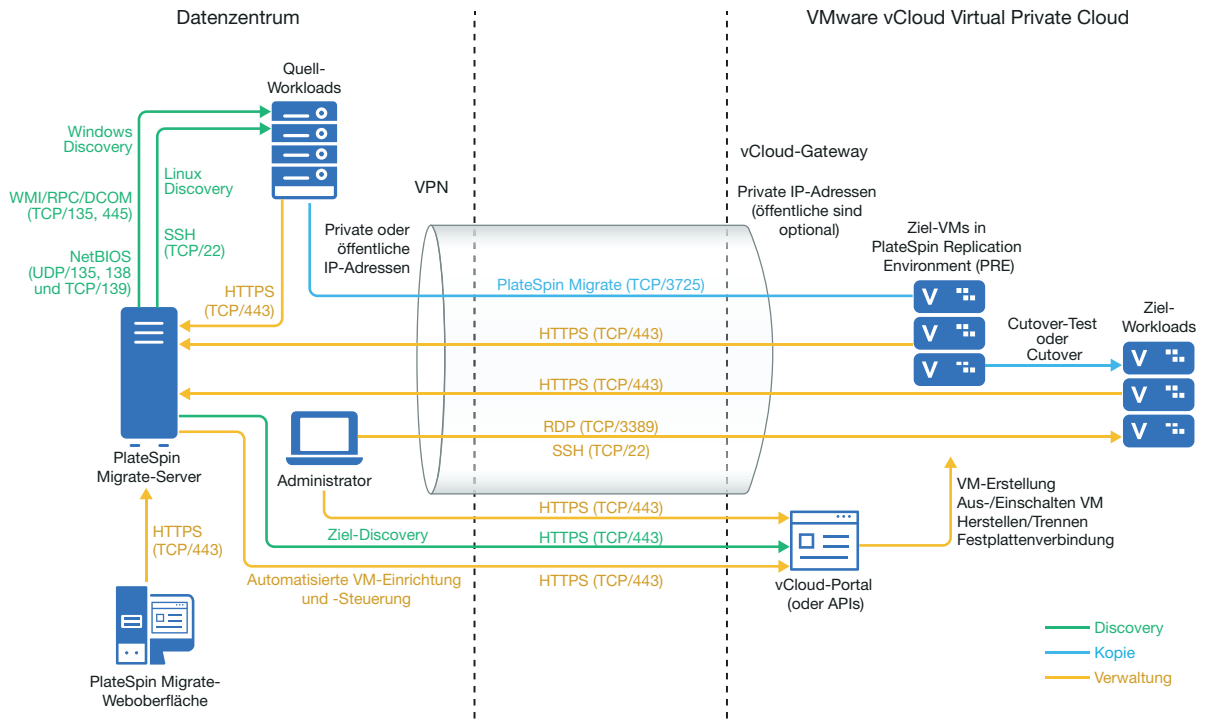 Datenzentrum
VMware vCloud Virtual Private Cloud
Quell-
Workloads
Windows
Discovery
Linux
Discovery
WMI/RPC/DCOM
(TCP/135, 445)
SSH
(TCP/22)
NetBIOS
(UDP/135, 138
und TCP/139)
HTTPS
(TCP/443)
VPN
Private oder
öffentliche
IP-Adressen
vCloud-Gateway
Private IP-Adressen
(öffentliche sind
optional)
Ziel-VMs in
PlateSpin Replication
Environment (PRE)
PlateSpin Migrate (TCP/3725)
HTTPS (TCP/443)
HTTPS (TCP/443)
RDP (TCP/3389)
SSH (TCP/22)
V
V
V
Cutover-Test
oder
Cutover
Ziel-
Workloads
V
V
V
PlateSpin
Migrate-Server
Administrator
HTTPS (TCP/443)
Ziel-Discovery
HTTPS (TCP/443)
Automatisierte VM-Einrichtung
und -Steuerung
HTTPS (TCP/443)
HTTPS
(TCP/443)
VM-Erstellung
Aus-/Einschalten VM
Herstellen/Trennen
Festplattenverbindung
vCloud-Portal
(oder APIs)
PlateSpin Migrate-
Weboberfläche
Discovery
Kopie
Verwaltung